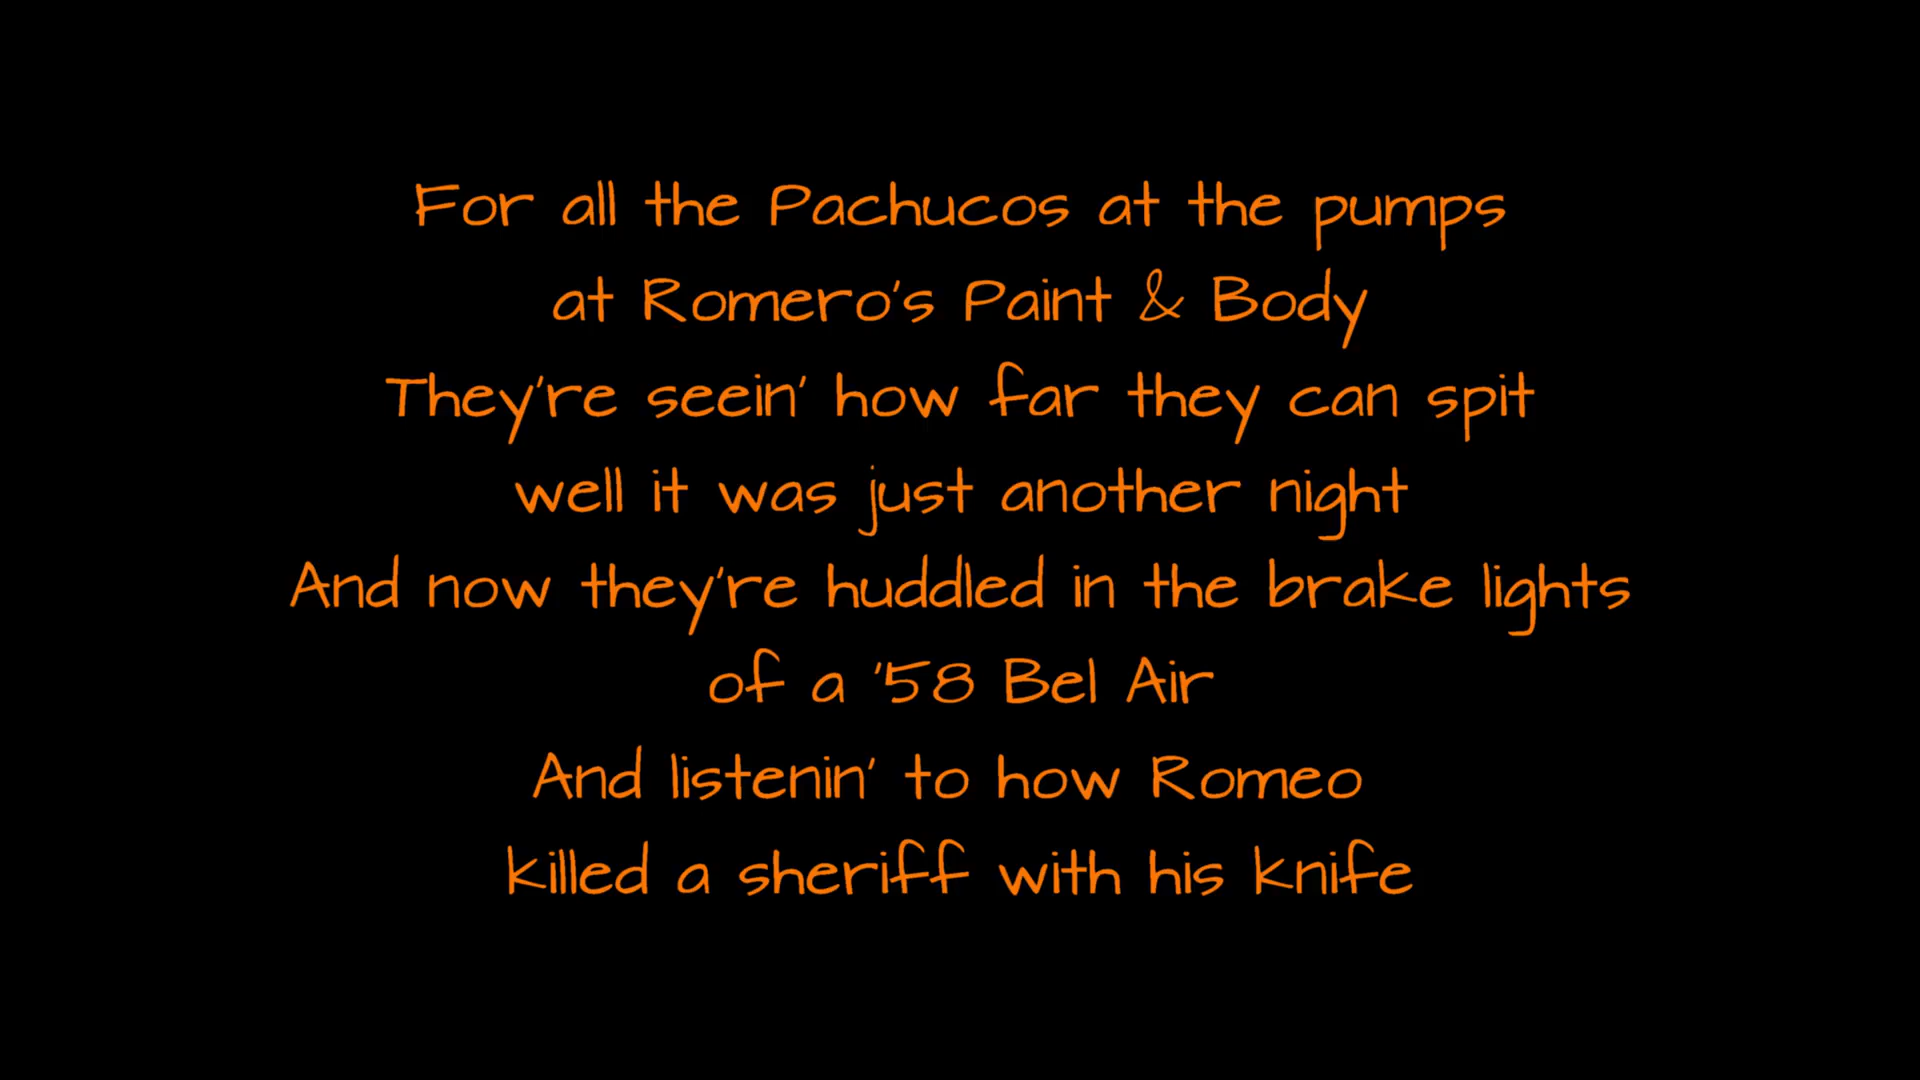 For all the Pachucos at the pumps
at Romero's Paint & Body
They're seein' how far they can spit
well it was just another night
And now they're huddled in the brake lights
of a '58 Bel Air
And listenin' to how Romeo
killed a sheriff with his knife